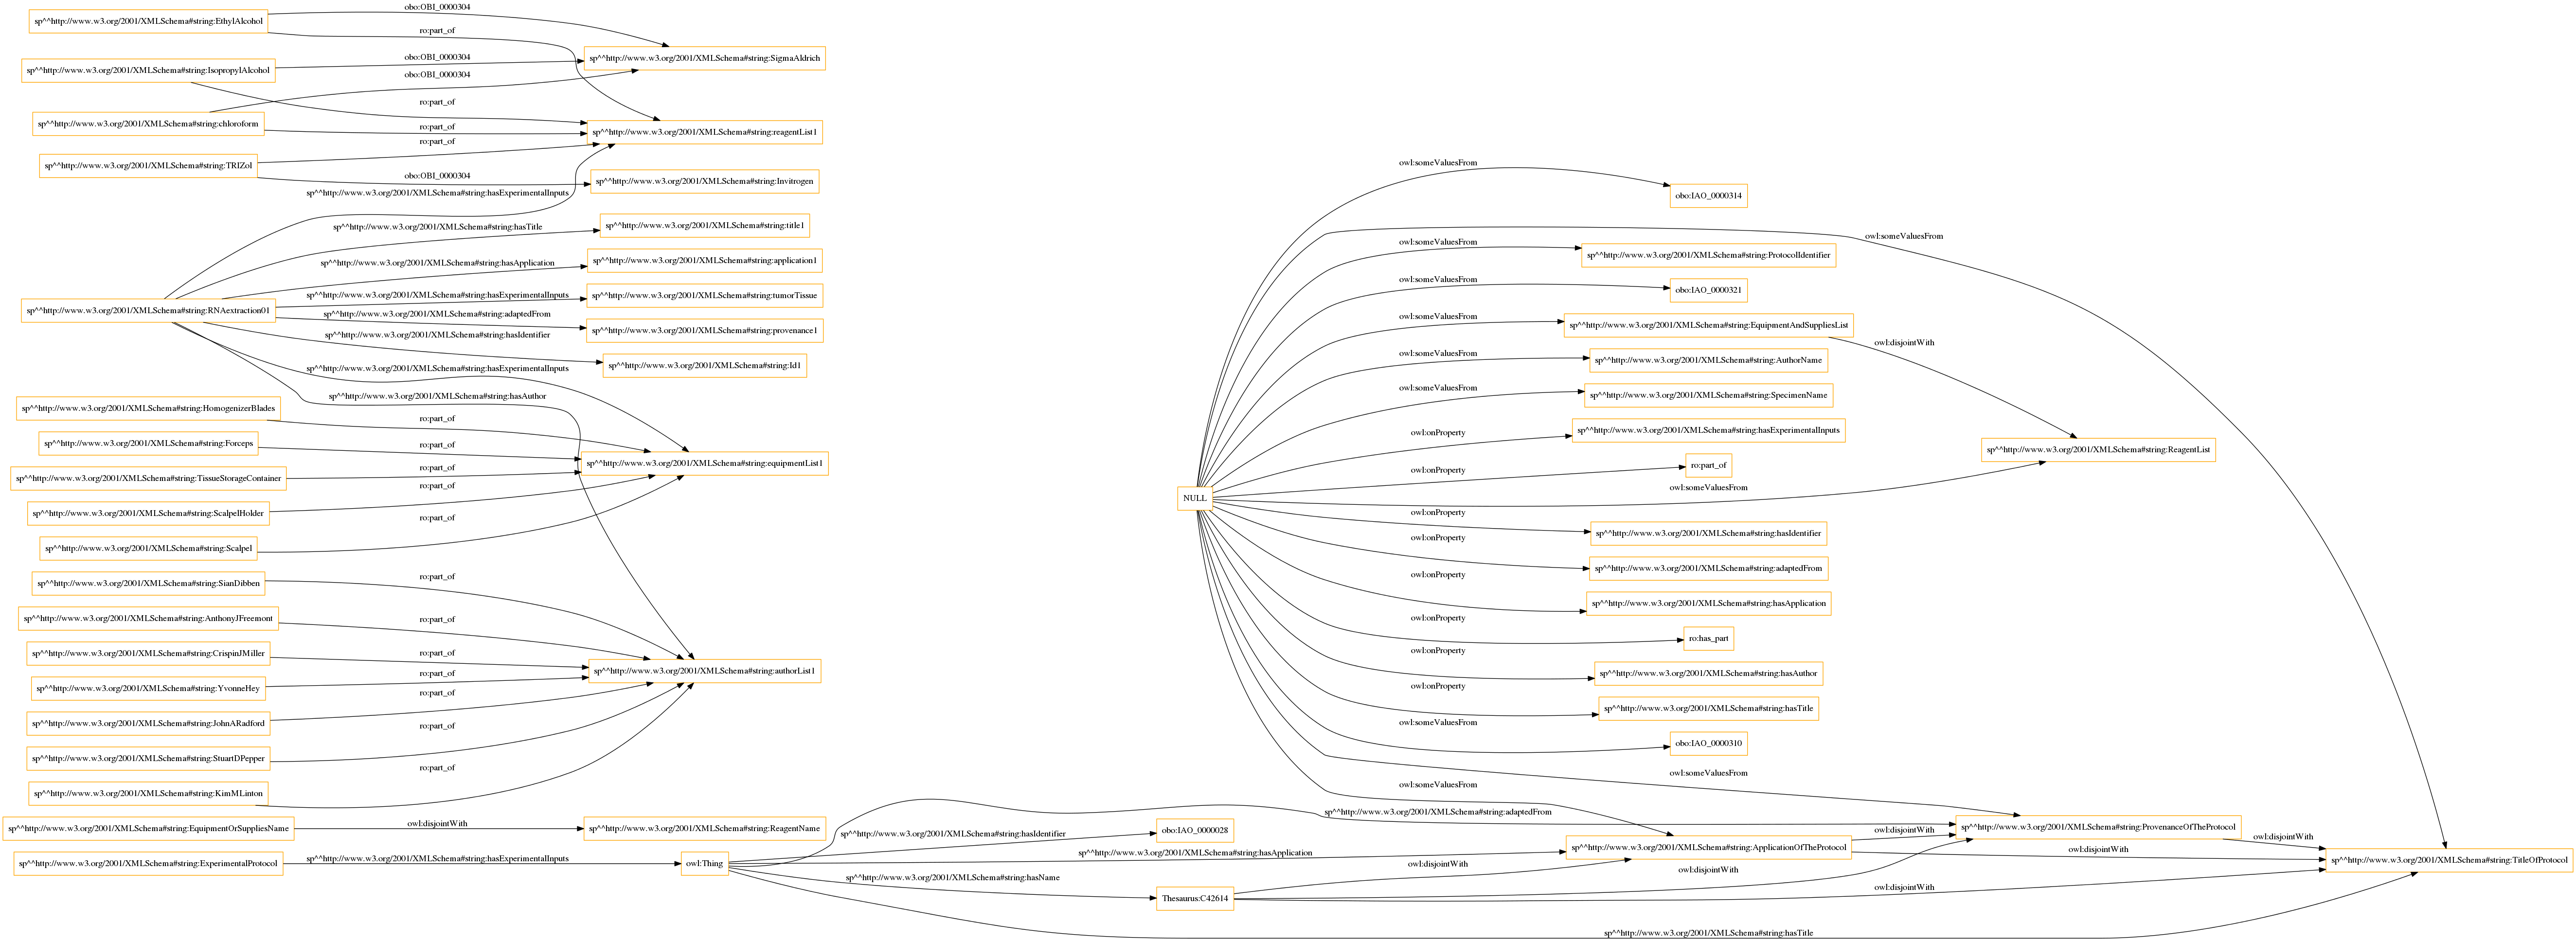 sp^^http://www.w3.org/2001/XMLSchema#string:EthylAlcohol
obo:OBI_0000304
ro:part_of
sp^^http://www.w3.org/2001/XMLSchema#string:SigmaAldrich
sp^^http://www.w3.org/2001/XMLSchema#string:IsopropylAlcohol
obo:OBI_0000304
obo:OBI_0000304
ro:part_of
sp^^http://www.w3.org/2001/XMLSchema#string:chloroform
ro:part_of
sp^^http://www.w3.org/2001/XMLSchema#string:reagentList1
ro:part_of
sp^^http://www.w3.org/2001/XMLSchema#string:TRIZol
obo:OBI_0000304
sp^^http://www.w3.org/2001/XMLSchema#string:Invitrogen
sp^^http://www.w3.org/2001/XMLSchema#string:hasExperimentalInputs
sp^^http://www.w3.org/2001/XMLSchema#string:hasTitle
sp^^http://www.w3.org/2001/XMLSchema#string:title1
sp^^http://www.w3.org/2001/XMLSchema#string:hasApplication
sp^^http://www.w3.org/2001/XMLSchema#string:application1
sp^^http://www.w3.org/2001/XMLSchema#string:hasExperimentalInputs
sp^^http://www.w3.org/2001/XMLSchema#string:tumorTissue
sp^^http://www.w3.org/2001/XMLSchema#string:RNAextraction01
sp^^http://www.w3.org/2001/XMLSchema#string:adaptedFrom
sp^^http://www.w3.org/2001/XMLSchema#string:provenance1
sp^^http://www.w3.org/2001/XMLSchema#string:hasIdentifier
sp^^http://www.w3.org/2001/XMLSchema#string:Id1
sp^^http://www.w3.org/2001/XMLSchema#string:hasExperimentalInputs
sp^^http://www.w3.org/2001/XMLSchema#string:hasAuthor
sp^^http://www.w3.org/2001/XMLSchema#string:HomogenizerBlades
ro:part_of
sp^^http://www.w3.org/2001/XMLSchema#string:Forceps
ro:part_of
sp^^http://www.w3.org/2001/XMLSchema#string:equipmentList1
sp^^http://www.w3.org/2001/XMLSchema#string:TissueStorageContainer
ro:part_of
ro:part_of
sp^^http://www.w3.org/2001/XMLSchema#string:ScalpelHolder
ro:part_of
sp^^http://www.w3.org/2001/XMLSchema#string:Scalpel
sp^^http://www.w3.org/2001/XMLSchema#string:SianDibben
ro:part_of
sp^^http://www.w3.org/2001/XMLSchema#string:AnthonyJFreemont
ro:part_of
sp^^http://www.w3.org/2001/XMLSchema#string:CrispinJMiller
ro:part_of
sp^^http://www.w3.org/2001/XMLSchema#string:authorList1
sp^^http://www.w3.org/2001/XMLSchema#string:YvonneHey
ro:part_of
ro:part_of
sp^^http://www.w3.org/2001/XMLSchema#string:JohnARadford
ro:part_of
sp^^http://www.w3.org/2001/XMLSchema#string:StuartDPepper
ro:part_of
sp^^http://www.w3.org/2001/XMLSchema#string:KimMLinton
sp^^http://www.w3.org/2001/XMLSchema#string:EquipmentOrSuppliesName
owl:disjointWith
sp^^http://www.w3.org/2001/XMLSchema#string:ReagentName
sp^^http://www.w3.org/2001/XMLSchema#string:ExperimentalProtocol
sp^^http://www.w3.org/2001/XMLSchema#string:hasExperimentalInputs
owl:Thing
owl:someValuesFrom
obo:IAO_0000314
owl:someValuesFrom
owl:someValuesFrom
sp^^http://www.w3.org/2001/XMLSchema#string:ProtocolIdentifier
owl:someValuesFrom
obo:IAO_0000321
owl:someValuesFrom
sp^^http://www.w3.org/2001/XMLSchema#string:EquipmentAndSuppliesList
owl:disjointWith
owl:someValuesFrom
sp^^http://www.w3.org/2001/XMLSchema#string:AuthorName
owl:someValuesFrom
sp^^http://www.w3.org/2001/XMLSchema#string:SpecimenName
owl:onProperty
sp^^http://www.w3.org/2001/XMLSchema#string:hasExperimentalInputs
sp^^http://www.w3.org/2001/XMLSchema#string:ReagentList
owl:onProperty
ro:part_of
owl:someValuesFrom
NULL
owl:onProperty
sp^^http://www.w3.org/2001/XMLSchema#string:hasIdentifier
owl:onProperty
sp^^http://www.w3.org/2001/XMLSchema#string:adaptedFrom
owl:onProperty
sp^^http://www.w3.org/2001/XMLSchema#string:hasApplication
owl:onProperty
ro:has_part
owl:onProperty
sp^^http://www.w3.org/2001/XMLSchema#string:hasAuthor
owl:onProperty
sp^^http://www.w3.org/2001/XMLSchema#string:hasTitle
owl:someValuesFrom
obo:IAO_0000310
owl:someValuesFrom
owl:someValuesFrom
sp^^http://www.w3.org/2001/XMLSchema#string:adaptedFrom
sp^^http://www.w3.org/2001/XMLSchema#string:hasIdentifier
obo:IAO_0000028
sp^^http://www.w3.org/2001/XMLSchema#string:ProvenanceOfTheProtocol
owl:disjointWith
owl:disjointWith
sp^^http://www.w3.org/2001/XMLSchema#string:hasApplication
sp^^http://www.w3.org/2001/XMLSchema#string:ApplicationOfTheProtocol
owl:disjointWith
sp^^http://www.w3.org/2001/XMLSchema#string:TitleOfProtocol
owl:disjointWith
owl:disjointWith
sp^^http://www.w3.org/2001/XMLSchema#string:hasName
owl:disjointWith
Thesaurus:C42614
sp^^http://www.w3.org/2001/XMLSchema#string:hasTitle